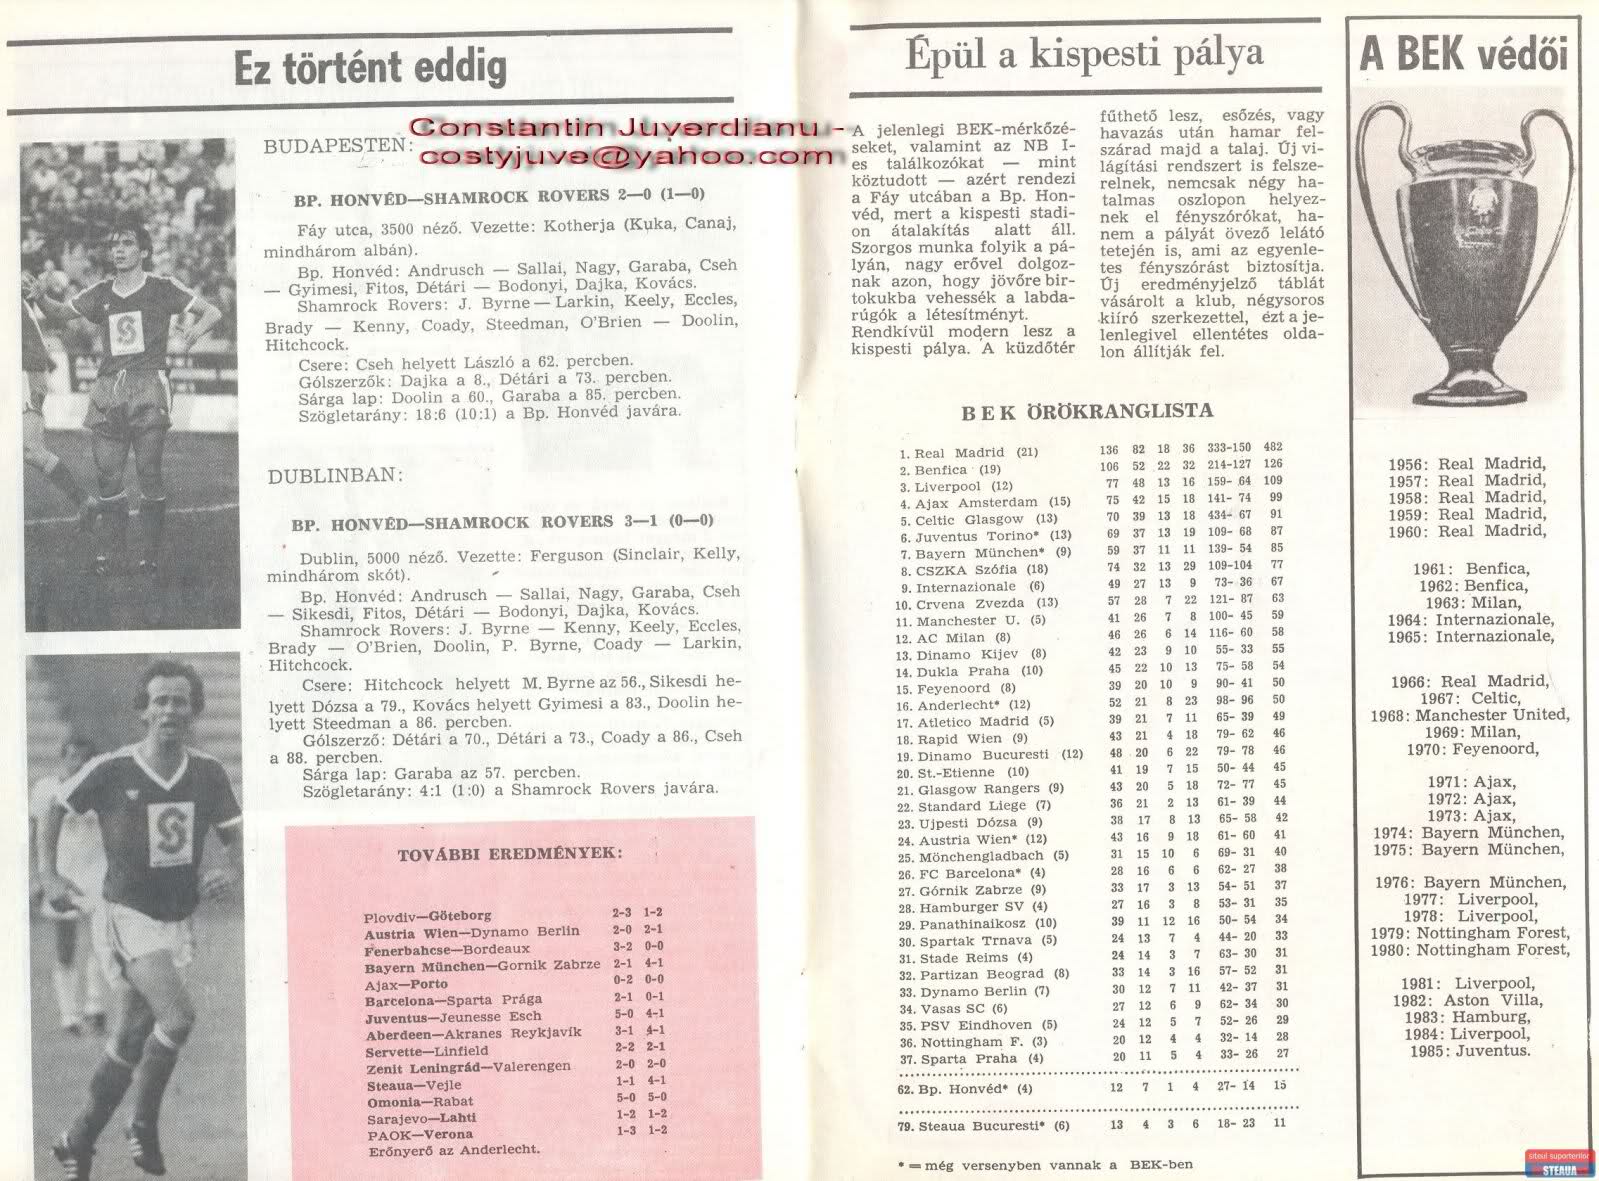 Ez történt eddig
Constantin Juverdianu -
costyjuve@yahoo.com
BUDAPESTEN:
BP. HONVÉD—SHAMROCK ROVERS 2—0 (1—0)
Fáy utca, 3500 néző. Vezette: Kotherja (Kuka, Canaj,
mindhárom albán).
Bp. Honvéd: Andrusch — Sallai, Nagy, Garaba, Cseh
— Gyimesi, Fitos, Détári — Bodonyi, Dajka, Kovács.
Shamrock Rovers: J. Byrne — Larkin, Keely, Eccles,
Brady — Kenny, Coady, Steedman, O'Brien — Doolin,
Hitchcock.
Csere: Cseh helyett László a 62. percben.
Gólszerzők: Dajka a 8., Détári a 73. percben.
Sárga lap: Doolin a 60., Garaba a 85. percben.
Szögletarány: 18:6 (10:1) a Bp. Honvéd javára.
DUBLINBAN:
BP. HONVÉD—SHAMROCK ROVERS 3—1 (0—0)
Dublin, 5000 néző. Vezette: Ferguson (Sinclair, Kelly,
mindhárom skót).
Bp. Honvéd: Andrusch — Sallai, Nagy, Garaba, Cseh
— Sikesdi, Fitos, Détári — Bodonyi, Dajka, Kovács.
Shamrock Rovers: J. Byrne — Kenny, Keely, Eccles,
Brady — O'Brien, Doolin, P. Byrne, Coady — Larkin,
Hitchcock.
Csere: Hitchcock helyett M. Byrne az 56., Sikesdi he-
lyett Dózsa a 79., Kovács helyett Gyimesi a 83., Doolin he-
lyett Steedman a 86. percben.
Gólszerző: Détári a 70., Détári a 73., Coady a 86., Cseh
a 88. percben.
Sárga lap: Garaba az 57. percben.
Szögletarány: 4:1 (1:0) a Shamrock Rovers javára.
TOVÁBBI EREDMÉNYEK:
Plovdiv—Göteborg 2-3 1-2
Austria Wien—Dynamo Berlin 2-0 2-1
Fenerbahcse—Bordeaux 3-2 0-0
Bayern München—Gornik Zabrze 2-1 4-1
Ajax—Porto 0-2 0-0
Barcelona—Sparta Prága 2-1 0-1
Juventus—Jeunesse Esch 5-0 4-1
Aberdeen—Akranes Reykjavík 3-1 4-1
Servette—Linfield 2-2 2-1
Zenit Leningrád—Valerengen 2-0 2-0
Steaua—Vejle 1-1 4-1
Omonia—Rabat 5-0 5-0
Sarajevo—Lahti 1-2 1-2
PAOK—Verona 1-3 1-2
Erőnyerő az Anderlecht.
Épül a kispesti pálya
A jelenlegi BEK-mérkőzé-
seket, valamint az NB I-
es találkozókat — mint
köztudott — azért rendezi
a Fáy utcában a Bp. Hon-
véd, mert a kispesti stadi-
on átalakítás alatt áll.
Szorgos munka folyik a pá-
lyán, nagy erővel dolgoz-
nak azon, hogy jövőre bir-
tokukba vehessék a labda-
rúgók a létesítményt.
Rendkívül modern lesz a
kispesti pálya. A küzdőtér
fűthető lesz, esőzés, vagy
havazás után hamar fel-
szárad majd a talaj. Új vi-
lágítási rendszert is felsze-
relnek, nemcsak négy ha-
talmas oszlopon helyez-
nek el fényszórókat, ha-
nem a pályát övező lelátó
tetején is, ami az egyenle-
tes fényszórást biztosítja.
Új eredményjelző táblát
vásárolt a klub, négysoros
kiíró szerkezettel, ezt a je-
lenlegivel ellentétes olda-
lon állítják fel.
BEK ÖRÖKRANGLISTA
1. Real Madrid (21) 136 82 18 36 333-150 482
2. Benfica (19) 106 52 22 32 214-127 126
3. Liverpool (12) 77 48 13 16 159- 64 109
4. Ajax Amsterdam (15) 75 42 15 18 141- 74 99
5. Celtic Glasgow (13) 70 39 13 18 434- 67 91
6. Juventus Torino* (13) 69 37 13 19 109- 68 87
7. Bayern München* (9) 59 37 11 11 139- 54 85
8. CSZKA Szófia (18) 74 32 13 29 109-104 77
9. Internazionale (6) 49 27 13 9 73- 36 67
10. Crvena Zvezda (13) 57 28 7 22 121- 87 63
11. Manchester U. (5) 41 26 7 8 100- 45 59
12. AC Milan (8) 46 26 6 14 116- 60 58
13. Dinamo Kijev (8) 42 23 9 10 55- 33 55
14. Dukla Praha (10) 45 22 10 13 75- 58 54
15. Feyenoord (8) 39 20 10 9 90- 41 50
16. Anderlecht* (12) 52 21 8 23 98- 96 50
17. Atletico Madrid (5) 39 21 7 11 65- 39 49
18. Rapid Wien (9) 43 21 4 18 79- 62 46
19. Dinamo Bucuresti (12) 48 20 6 22 79- 78 46
20. St.-Etienne (10) 41 19 7 15 50- 44 45
21. Glasgow Rangers (9) 43 20 5 18 72- 77 45
22. Standard Liege (7) 36 21 2 13 61- 39 44
23. Ujpesti Dózsa (9) 38 17 8 13 65- 58 42
24. Austria Wien* (12) 43 16 9 18 61- 60 41
25. Mönchengladbach (5) 31 15 10 6 69- 31 40
26. FC Barcelona* (4) 28 16 6 6 62- 27 38
27. Górnik Zabrze (9) 33 17 3 13 54- 51 37
28. Hamburger SV (4) 27 16 3 8 53- 31 35
29. Panathinaikosz (10) 39 11 12 16 50- 54 34
30. Spartak Trnava (5) 24 13 7 4 44- 20 33
31. Stade Reims (4) 24 14 3 7 63- 30 31
32. Partizan Beograd (8) 33 14 3 16 57- 52 31
33. Dynamo Berlin (7) 30 12 7 11 42- 37 31
34. Vasas SC (6) 27 12 6 9 62- 34 30
35. PSV Eindhoven (5) 24 12 5 7 52- 26 29
36. Nottingham F. (3) 20 12 4 4 32- 14 28
37. Sparta Praha (4) 20 11 5 4 33- 26 27
62. Bp. Honvéd* (4) 12 7 1 4 27- 14 15
79. Steaua Bucuresti* (6) 13 4 3 6 18- 23 11
* = még versenyben vannak a BEK-ben
A BEK védői
1956: Real Madrid,
1957: Real Madrid,
1958: Real Madrid,
1959: Real Madrid,
1960: Real Madrid,
1961: Benfica,
1962: Benfica,
1963: Milan,
1964: Internazionale,
1965: Internazionale,
1966: Real Madrid,
1967: Celtic,
1968: Manchester United,
1969: Milan,
1970: Feyenoord,
1971: Ajax,
1972: Ajax,
1973: Ajax,
1974: Bayern München,
1975: Bayern München,
1976: Bayern München,
1977: Liverpool,
1978: Liverpool,
1979: Nottingham Forest,
1980: Nottingham Forest,
1981: Liverpool,
1982: Aston Villa,
1983: Hamburg,
1984: Liverpool,
1985: Juventus.
siteul suporterilor
STEAUA